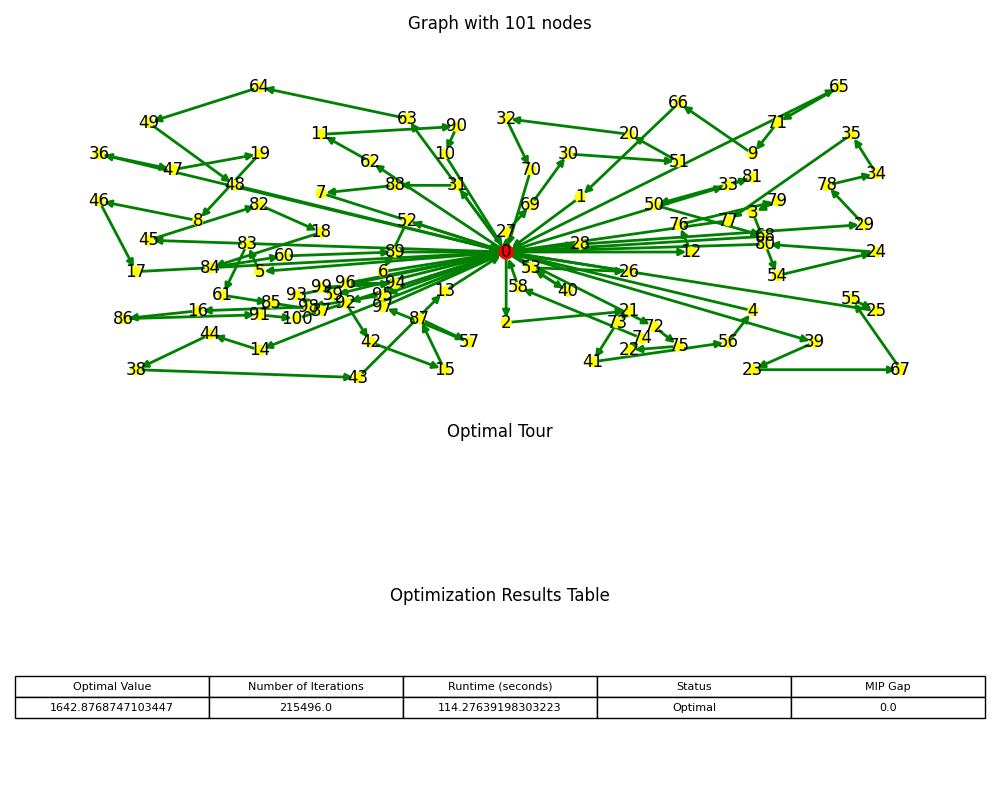 Graph with 101 nodes
64 65
66
49 63 32 71
11 90 20 35
36 19 62 10 30 51 9
47 70 34
48 7 88 31 33 81 78
46 82 69 1 50 79
8 52 76 77 3 29
45 18 27 68
83 89 0 28 12 80 24
84 60
17 5 6 53 26 54
99 96 94
61 93 59 95 13 58 40 55
85 98 92 97
86 16 91 100 37 87 2 21 4 25
73 72
44 42 57 74 56 39
14 22 75
38 43 15 41 23 67
Optimal Tour
Optimization Results Table
Optimal Value Number of Iterations Runtime (seconds) Status MIP Gap
1642.8768747103447 215496.0 114.27639198303223 Optimal 0.0